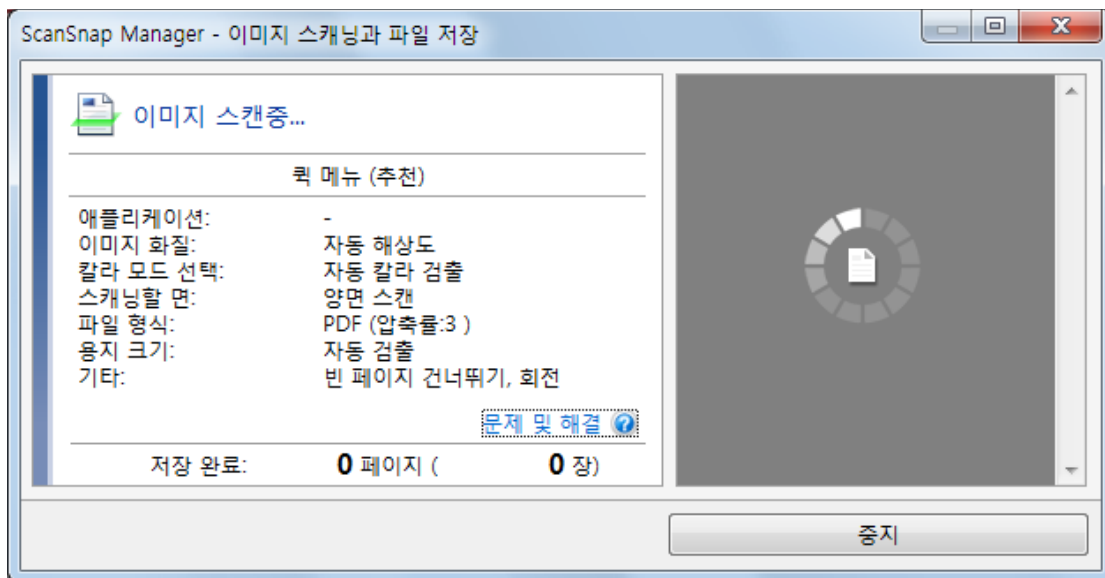 ScanSnap Manager - 이미지 스캐닝과 파일 저장
이미지 스캔중...
퀵 메뉴 (추천)
애플리케이션: -
이미지 화질: 자동 해상도
칼라 모드 선택: 자동 칼라 검출
스캐닝할 면: 양면 스캔
파일 형식: PDF (압축률:3 )
용지 크기: 자동 검출
기타: 빈 페이지 건너뛰기, 회전
문제 및 해결
저장 완료: 0 페이지 ( 0 장)
중지